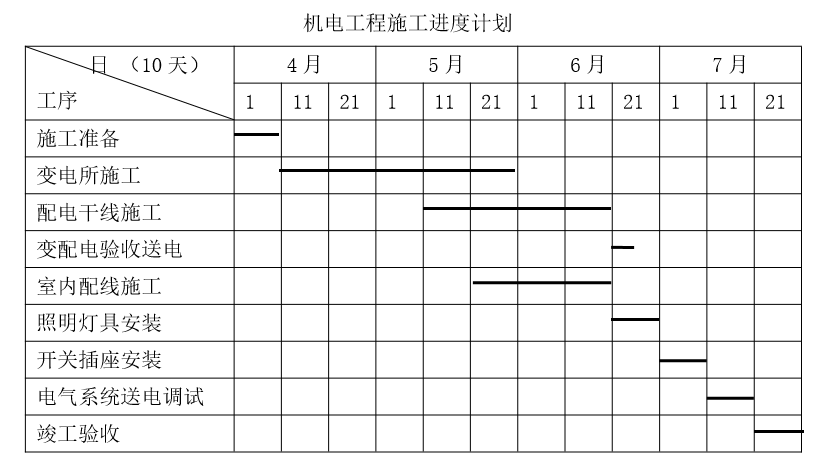 机电工程施工进度计划
日 （10天） 4月 5月 6月 7月
工序 1 11 21 1 11 21 1 11 21 1 11 21
施工准备
变电所施工
配电干线施工
变配电验收送电
室内配线施工
照明灯具安装
开关插座安装
电气系统送电调试
竣工验收